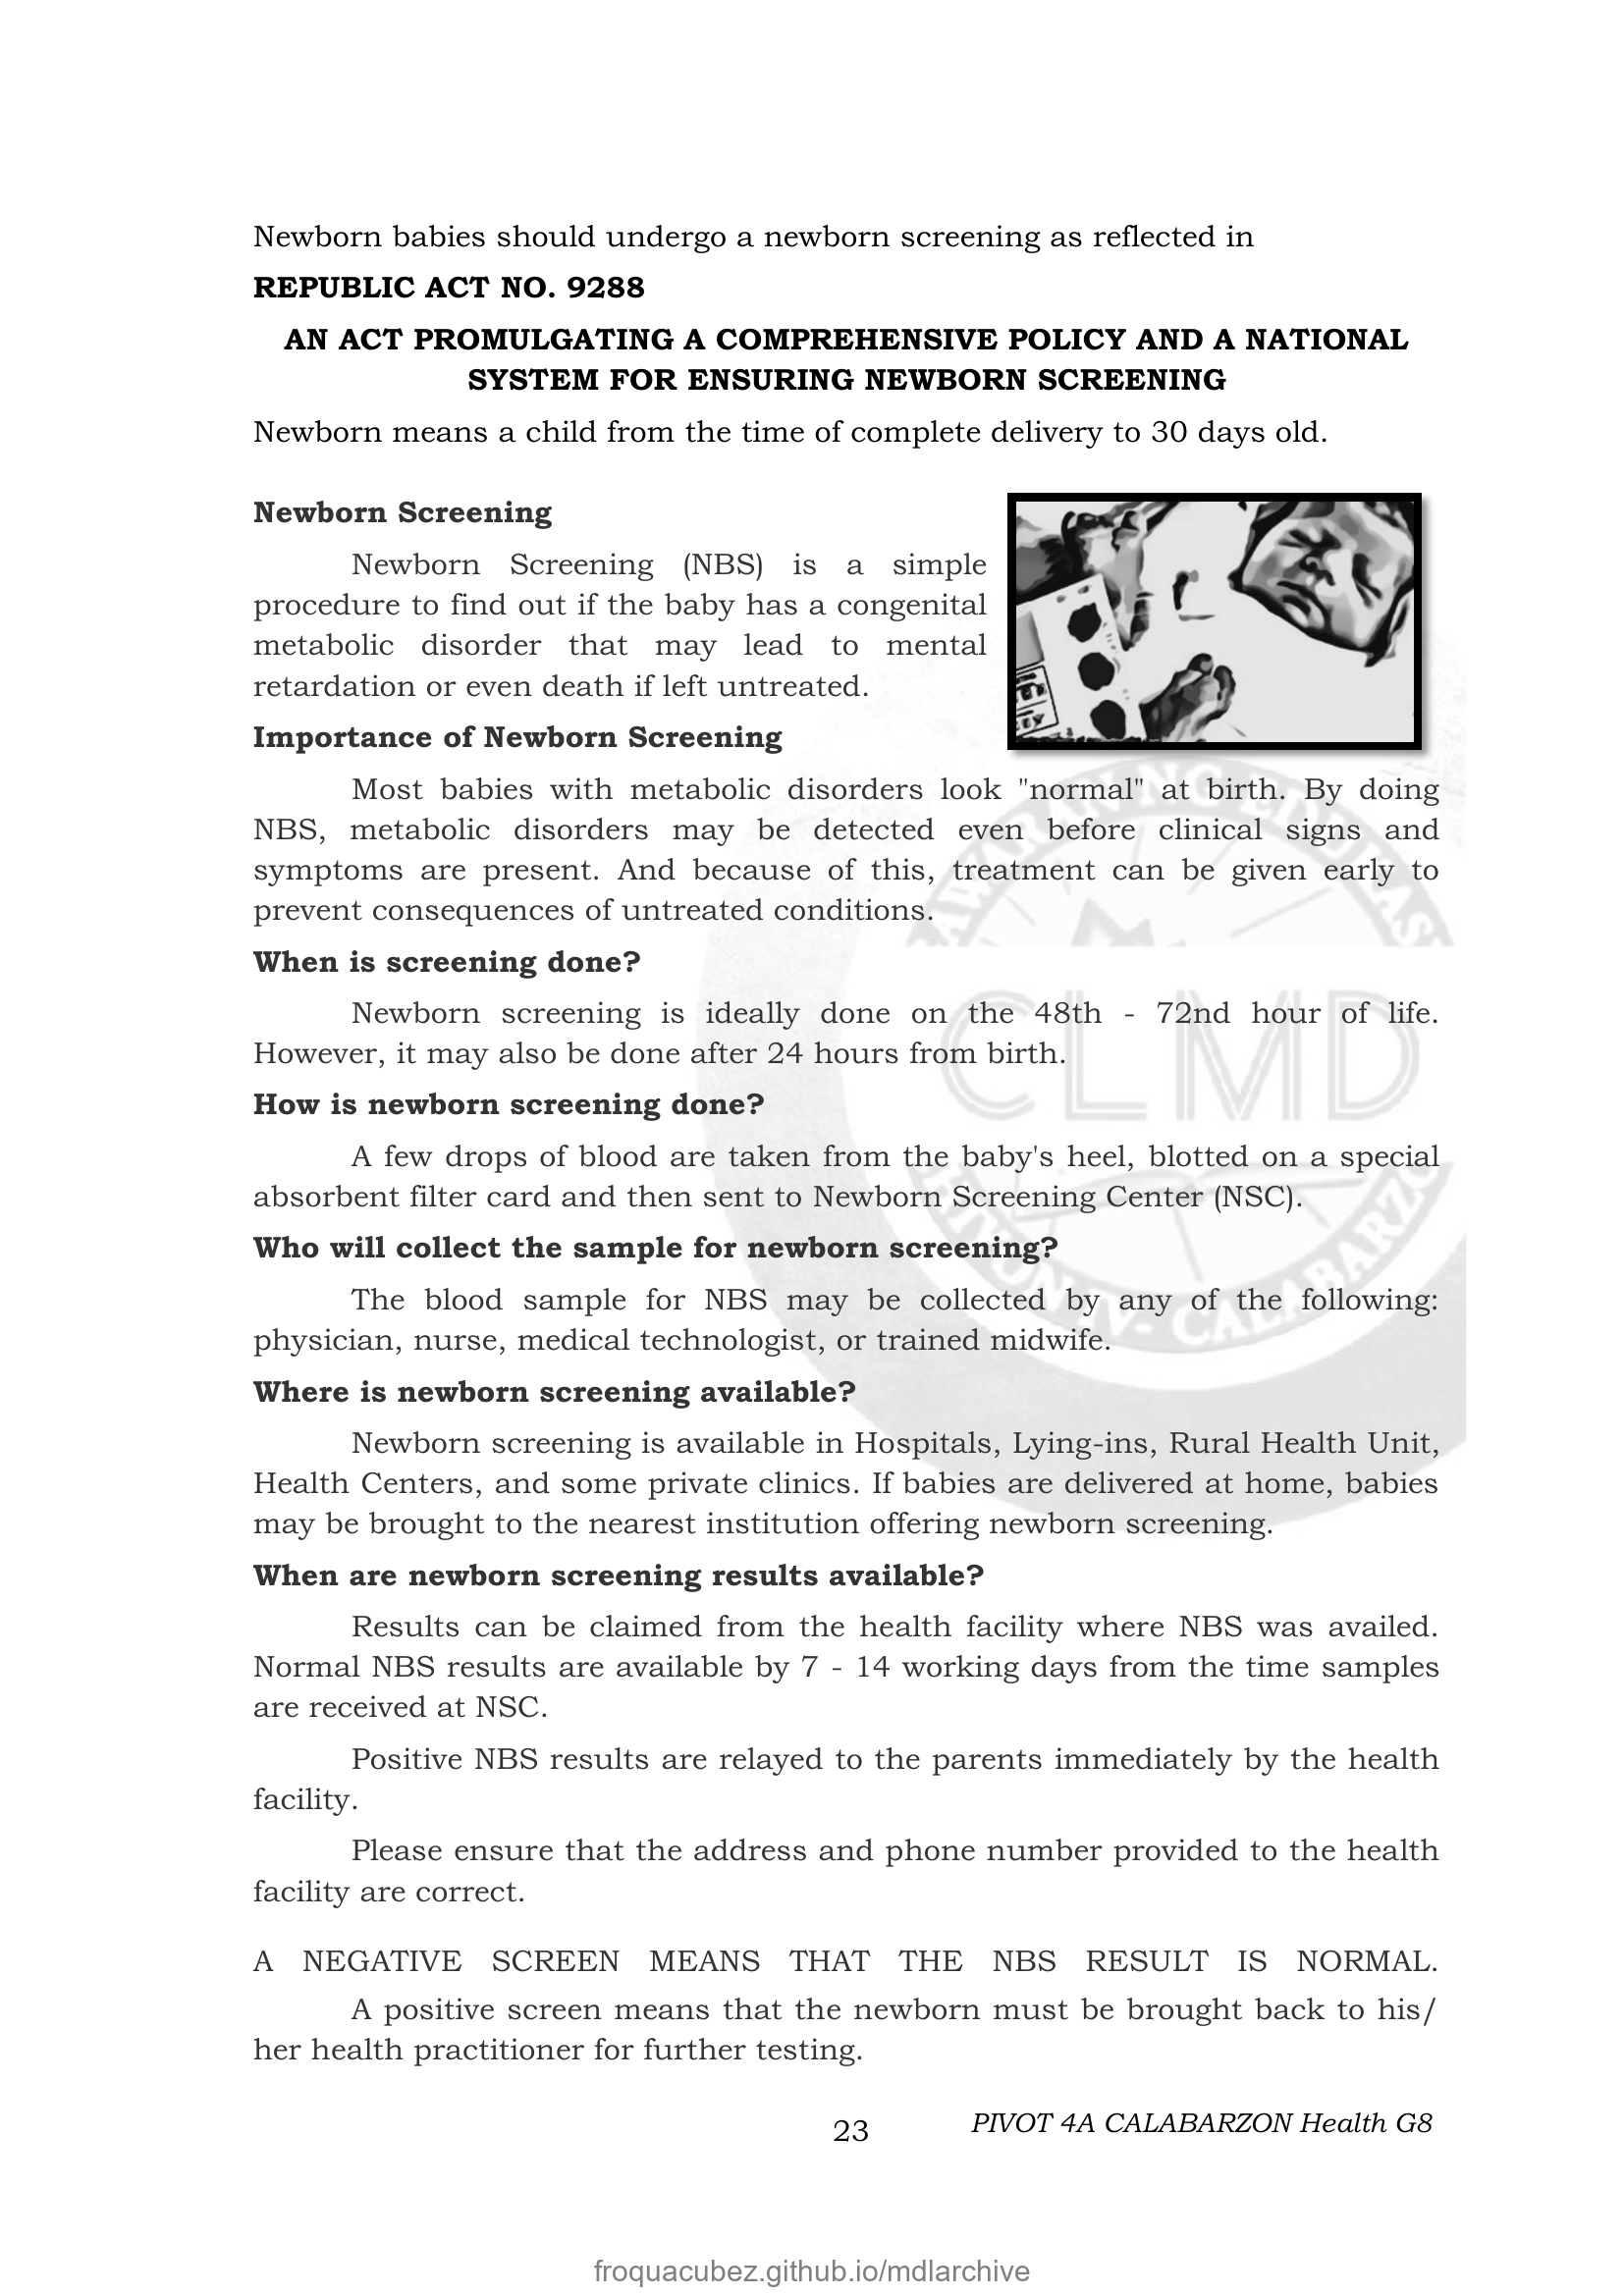 Newborn babies should undergo a newborn screening as reflected in
REPUBLIC ACT NO. 9288
AN ACT PROMULGATING A COMPREHENSIVE POLICY AND A NATIONAL
SYSTEM FOR ENSURING NEWBORN SCREENING
Newborn means a child from the time of complete delivery to 30 days old.
Newborn Screening
Newborn Screening (NBS) is a simple
procedure to find out if the baby has a congenital
metabolic disorder that may lead to mental
retardation or even death if left untreated.
Importance of Newborn Screening
Most babies with metabolic disorders look "normal" at birth. By doing
NBS, metabolic disorders may be detected even before clinical signs and
symptoms are present. And because of this, treatment can be given early to
prevent consequences of untreated conditions.
When is screening done?
Newborn screening is ideally done on the 48th - 72nd hour of life.
However, it may also be done after 24 hours from birth.
CLMD
How is newborn screening done?
A few drops of blood are taken from the baby's heel, blotted on a special
absorbent filter card and then sent to Newborn Screening Center (NSC).
Who will collect the sample for newborn screening?
The blood sample for NBS may be collected by any of the following:
physician, nurse, medical technologist, or trained midwife.
Where is newborn screening available?
Newborn screening is available in Hospitals, Lying-ins, Rural Health Unit,
Health Centers, and some private clinics. If babies are delivered at home, babies
may be brought to the nearest institution offering newborn screening.
When are newborn screening results available?
Results can be claimed from the health facility where NBS was availed.
Normal NBS results are available by 7 - 14 working days from the time samples
are received at NSC.
Positive NBS results are relayed to the parents immediately by the health
facility.
Please ensure that the address and phone number provided to the health
facility are correct.
A NEGATIVE SCREEN MEANS THAT THE NBS RESULT IS NORMAL.
A positive screen means that the newborn must be brought back to his/
her health practitioner for further testing.
23
PIVOT 4A CALABARZON Health G8
froquacubez.github.io/mdlarchive